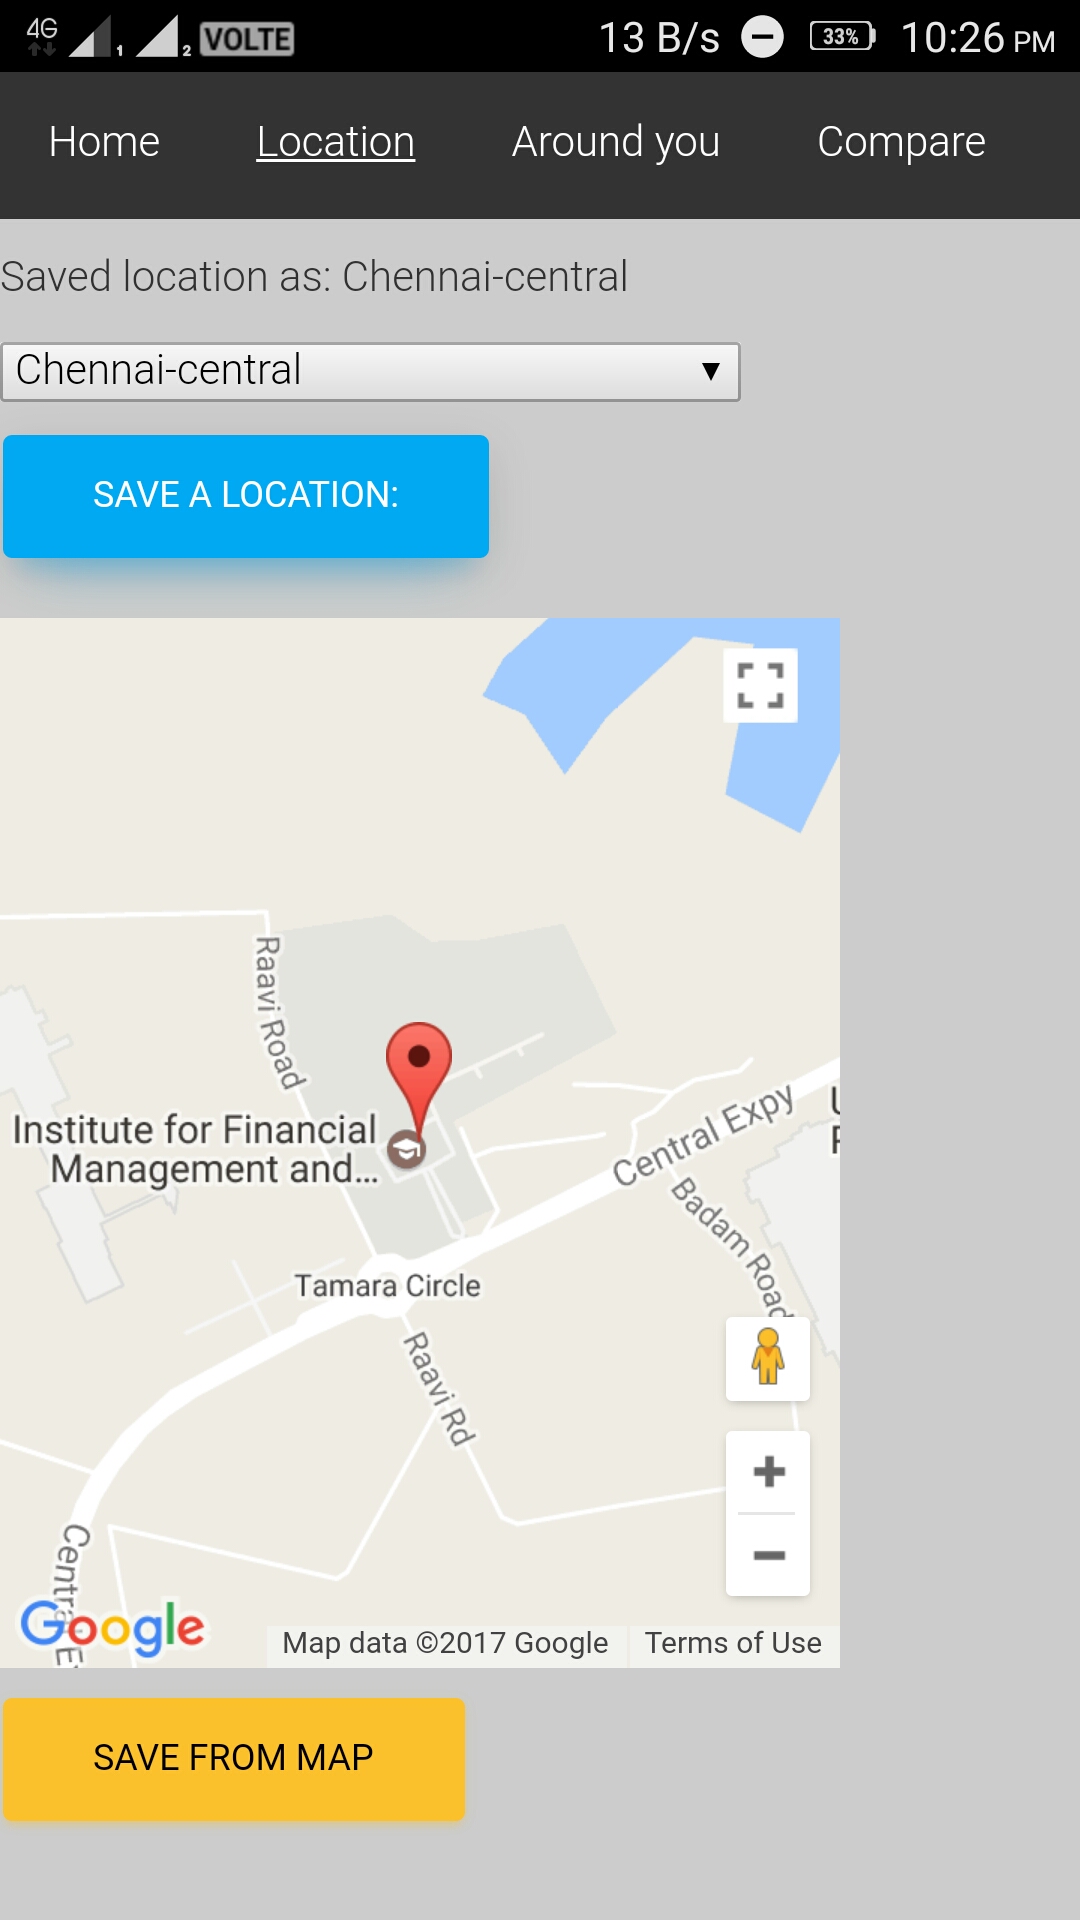 4G 1 2 VOLTE 13 B/s 33% 10:26 PM
Home Location Around you Compare
Saved location as: Chennai-central
Chennai-central
SAVE A LOCATION:
Raavi Road
Institute for Financial
Management and...
Central Expy
Badam Road
Tamara Circle
Raavi Rd
Google
Map data ©2017 Google Terms of Use
SAVE FROM MAP